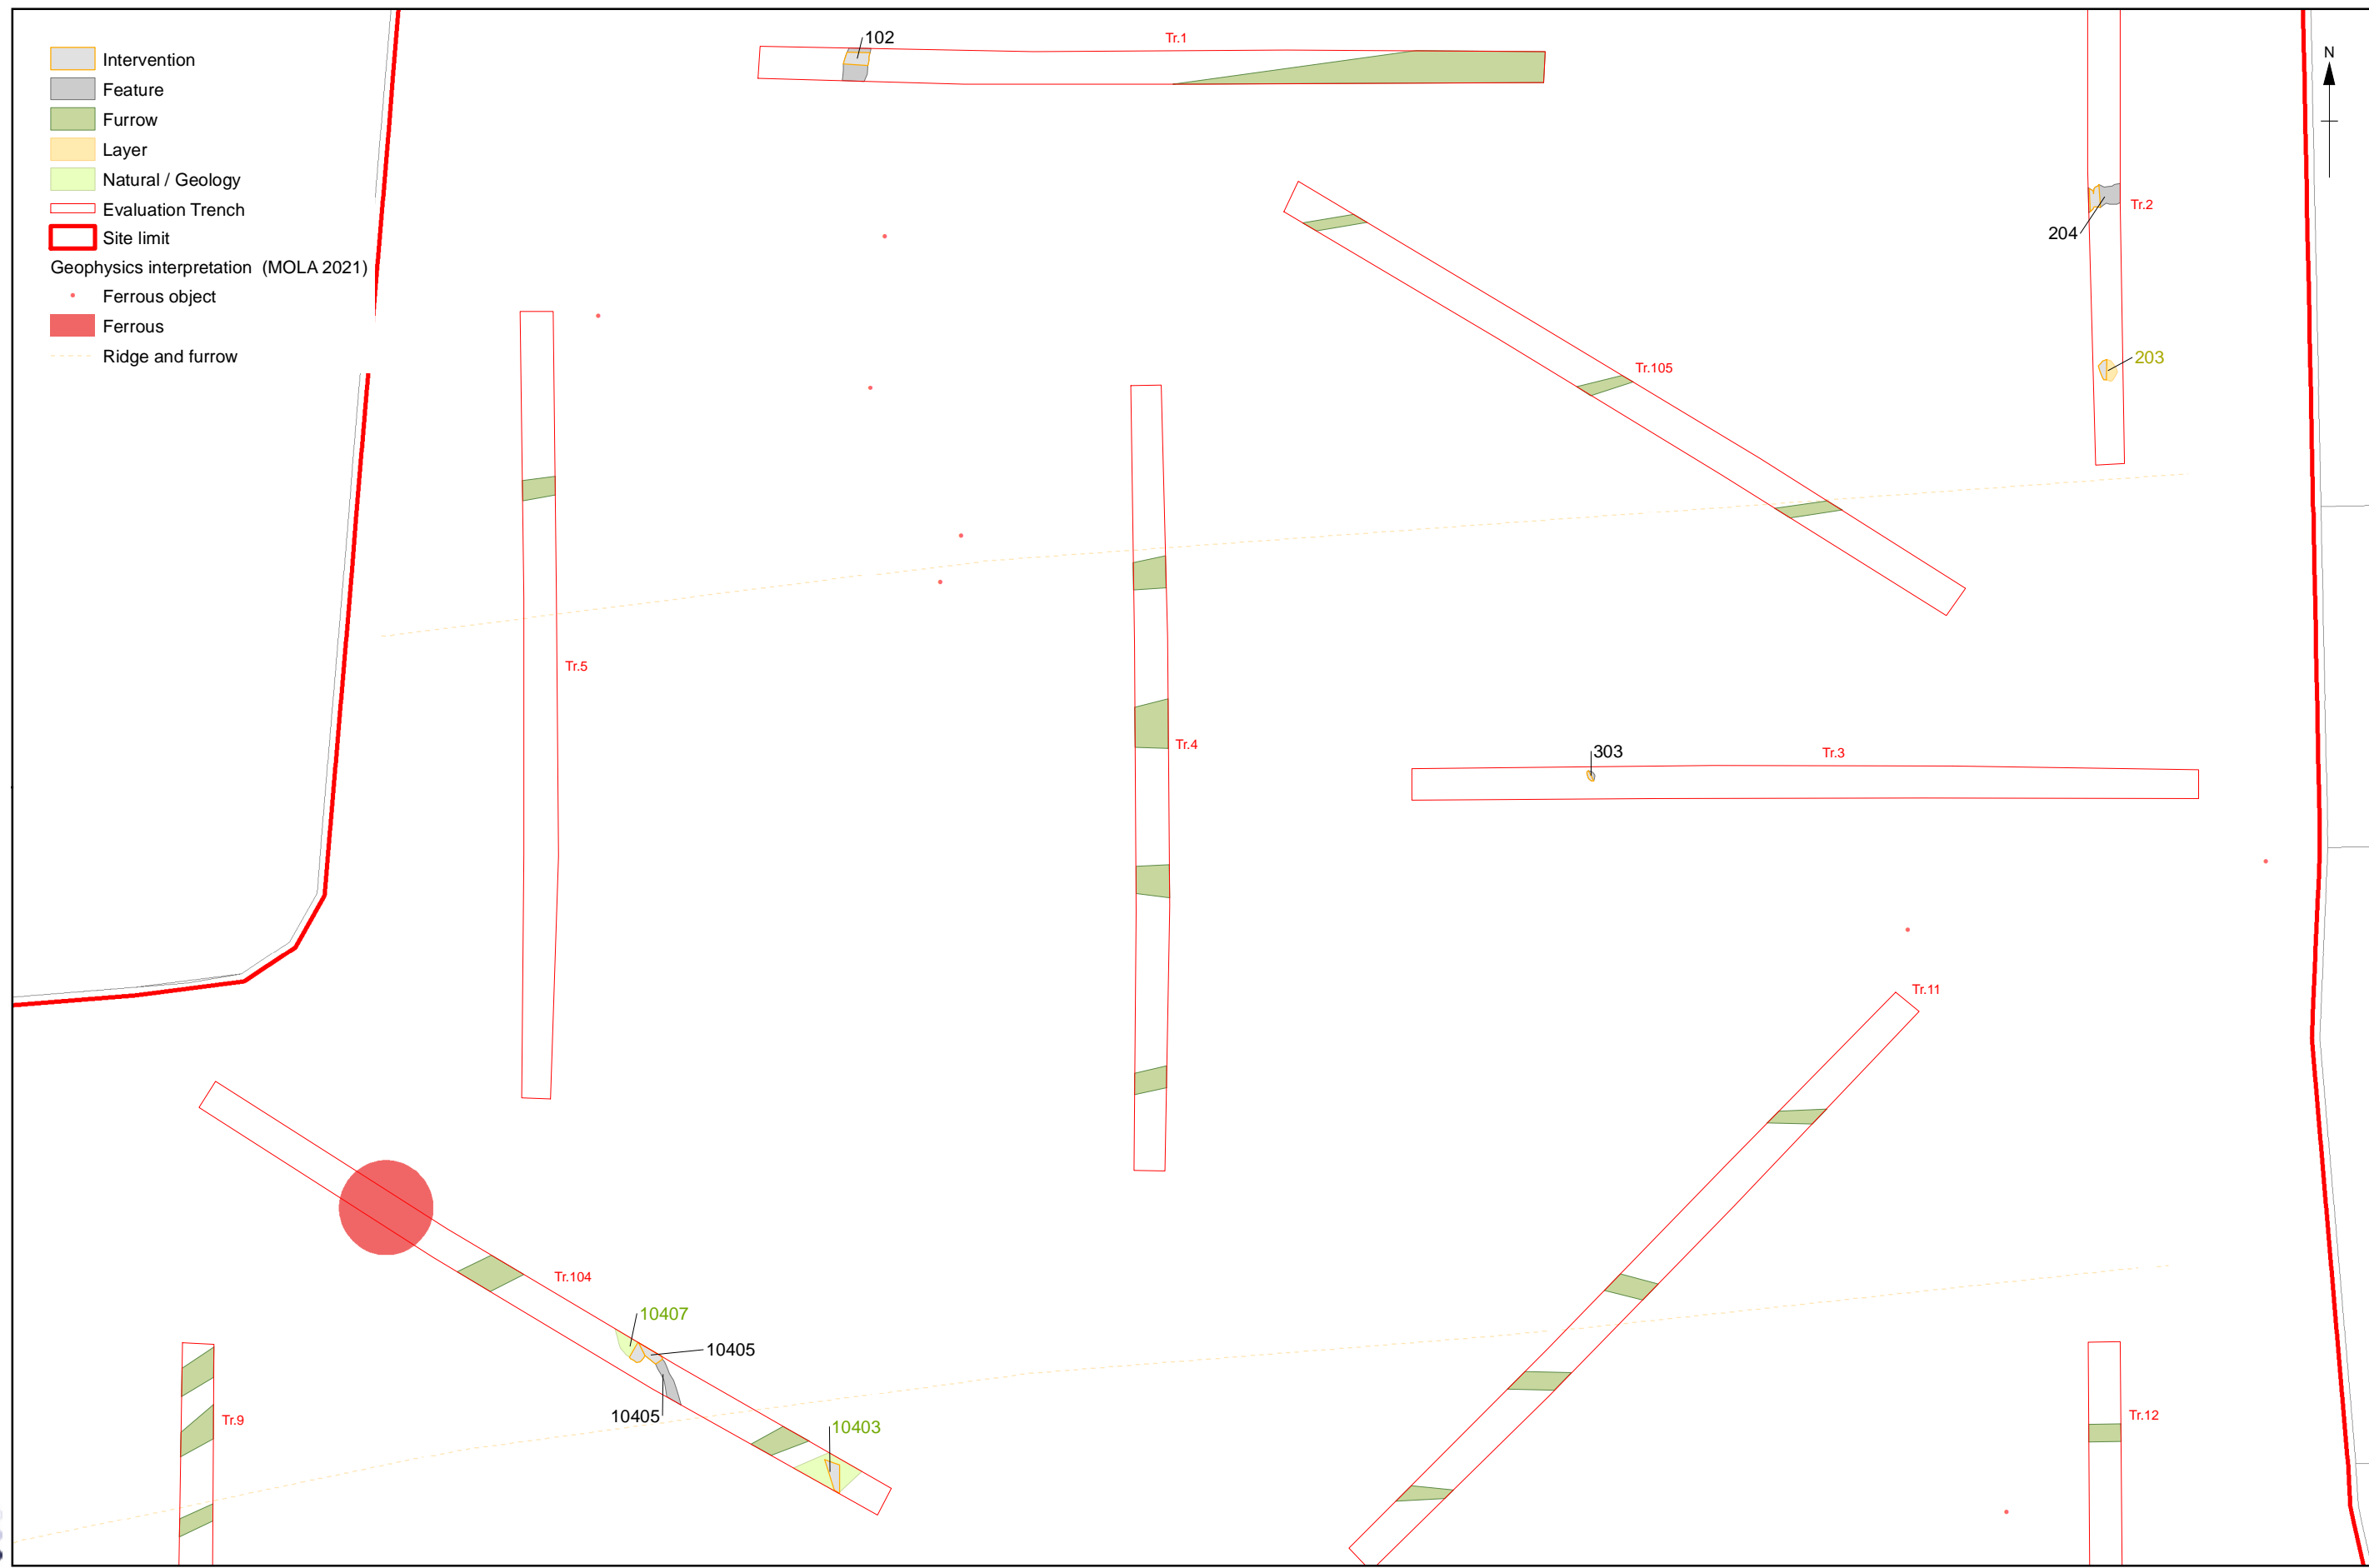 Intervention
Feature
Furrow
Layer
Natural / Geology
Evaluation Trench
Site limit
Geophysics interpretation (MOLA 2021)
Ferrous object
Ferrous
Ridge and furrow
102
Tr.1
N
Tr.2
204
203
Tr.105
Tr.5
Tr.4
303
Tr.3
Tr.11
Tr.104
10407
10405
10405
10403
Tr.9
Tr.12